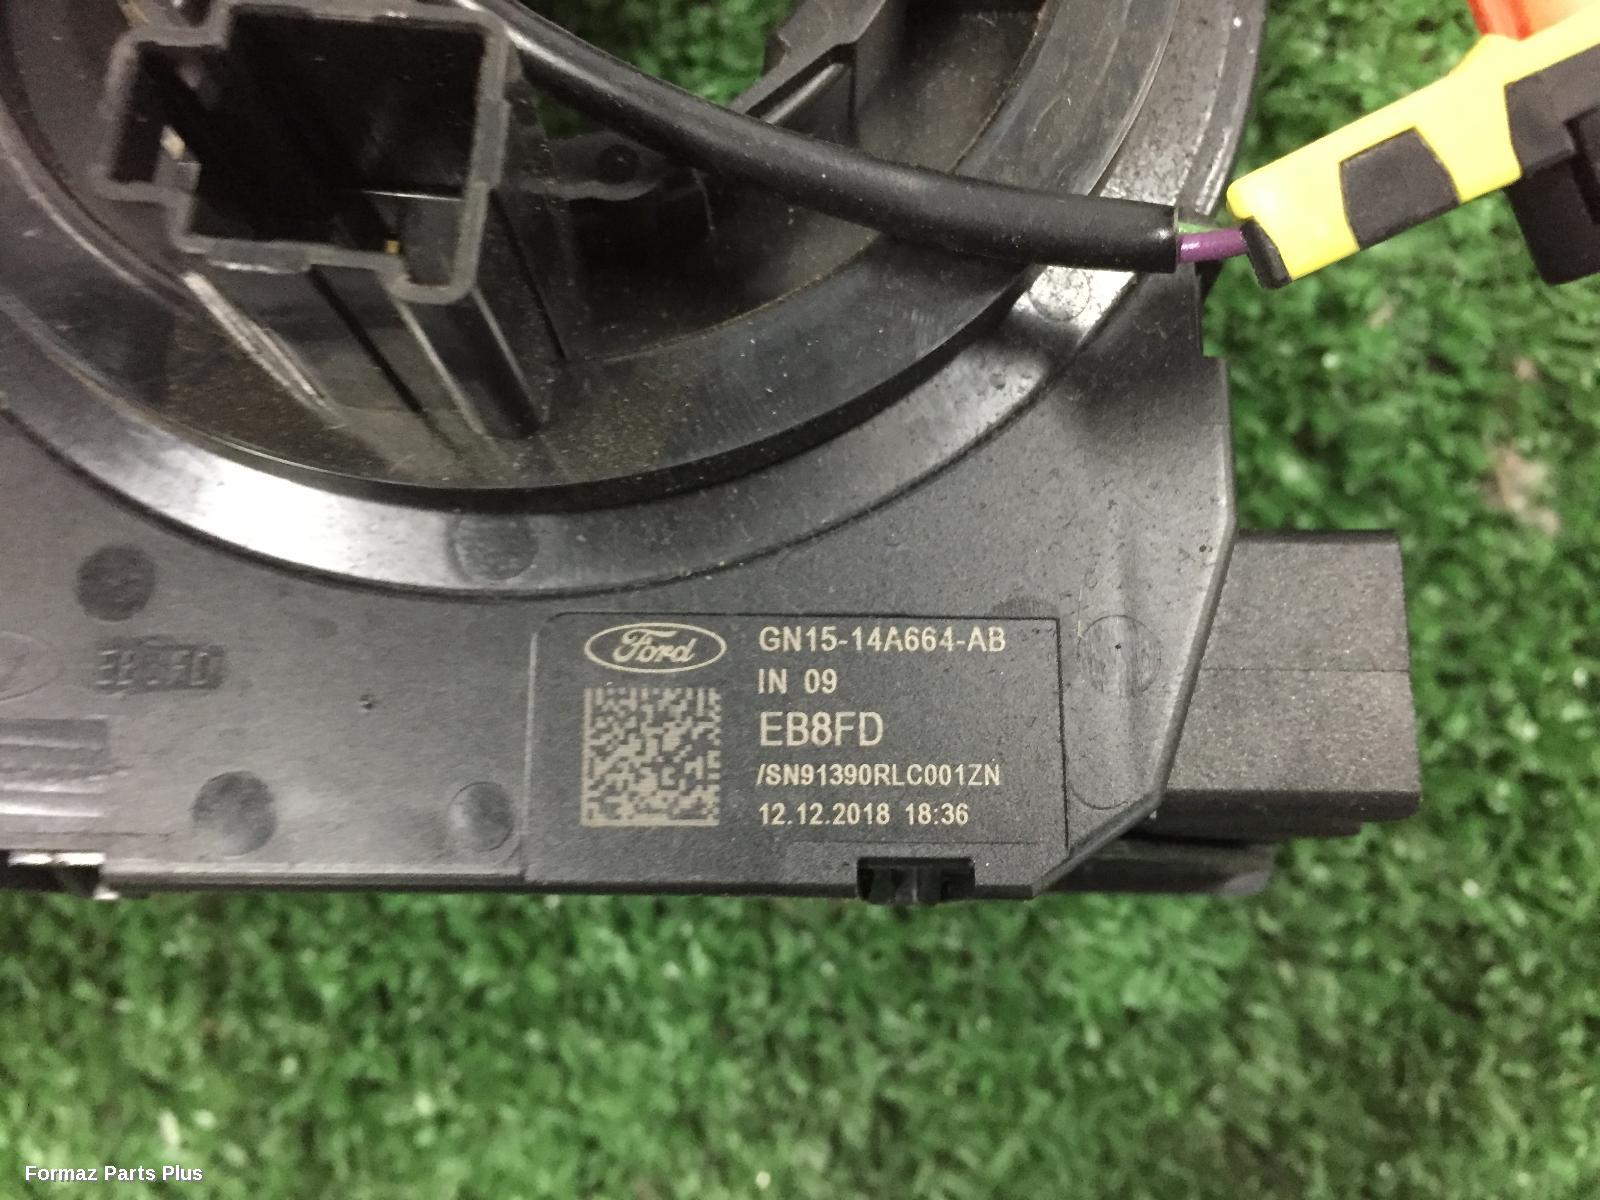 Ford
GN15-14A664-AB
IN 09
EB8FD
/SN91390RLC001ZN
12.12.2018 18:36
EB8FD
Formaz Parts Plus